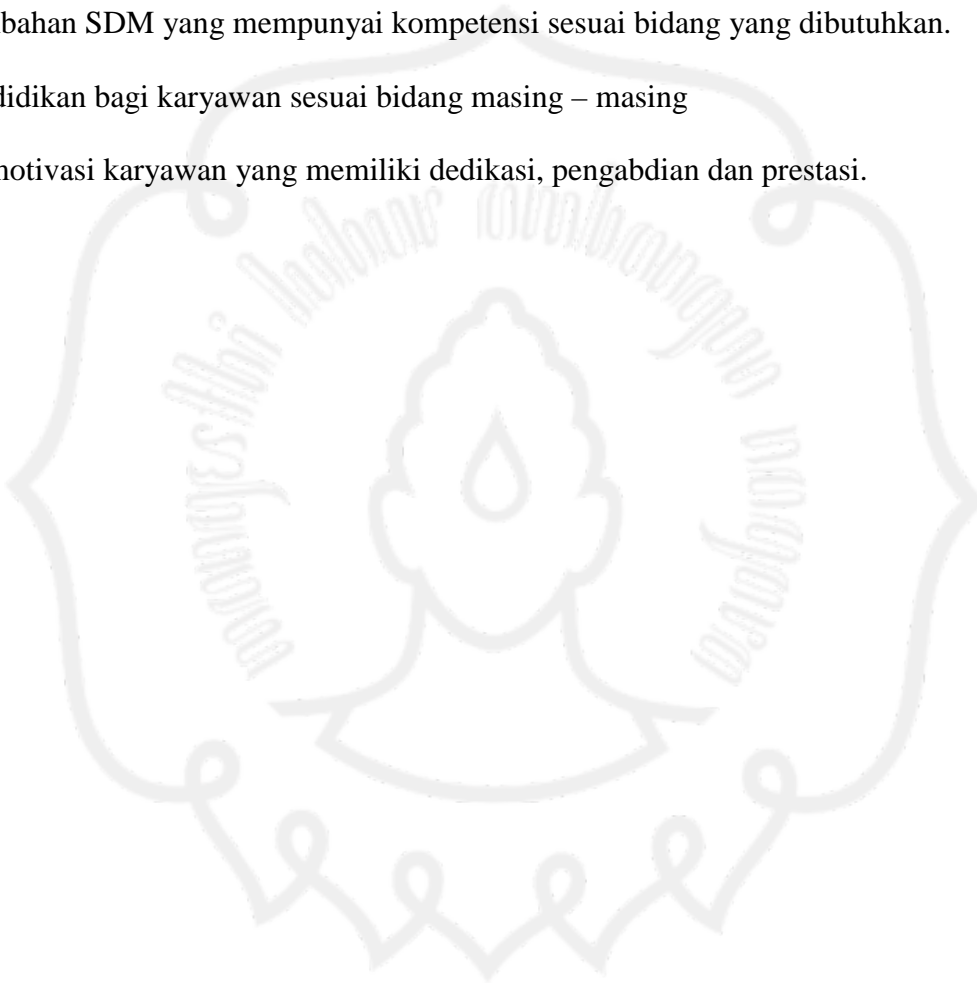 bahan SDM yang mempunyai kompetensi sesuai bidang yang dibutuhkan.
didikan bagi karyawan sesuai bidang masing – masing
motivasi karyawan yang memiliki dedikasi, pengabdian dan prestasi.